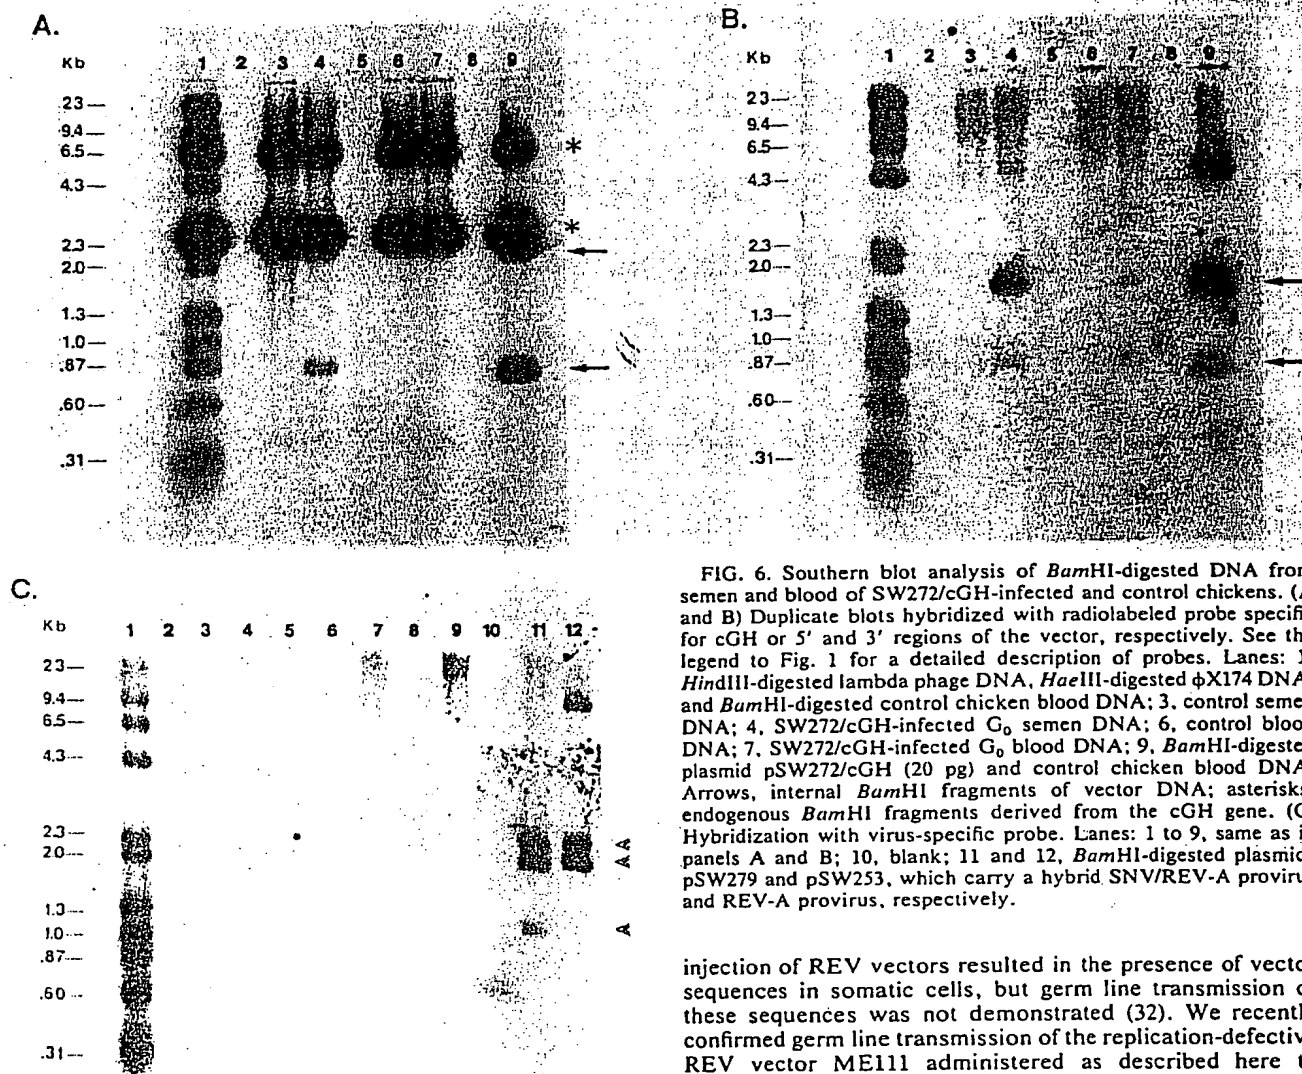 A.
Kb 1 2 3 4 5 6 7 8 9
23
9.4
6.5
4.3
2.3
2.0
1.3
1.0
.87
.60
.31
*
*
B.
Kb 1 2 3 4 5 6 7 8 9
23
9.4
6.5
4.3
2.3
2.0
1.3
1.0
.87
.60
.31
C.
Kb 1 2 3 4 5 6 7 8 9 10 11 12
23
9.4
6.5
4.3
2.3
2.0
1.3
1.0
.87
.60
.31
A
A
A
FIG. 6. Southern blot analysis of BamHI-digested DNA from
semen and blood of SW272/cGH-infected and control chickens. (A
and B) Duplicate blots hybridized with radiolabeled probe specifi
for cGH or 5' and 3' regions of the vector, respectively. See th
legend to Fig. 1 for a detailed description of probes. Lanes: 1
HindIII-digested lambda phage DNA, HaeIII-digested ϕX174 DNA
and BamHI-digested control chicken blood DNA; 3, control seme
DNA; 4, SW272/cGH-infected G₀ semen DNA; 6, control bloo
DNA; 7, SW272/cGH-infected G₀ blood DNA; 9, BamHI-digeste
plasmid pSW272/cGH (20 pg) and control chicken blood DNA
Arrows, internal BamHI fragments of vector DNA; asterisks
endogenous BamHI fragments derived from the cGH gene. (C
Hybridization with virus-specific probe. Lanes: 1 to 9, same as i
panels A and B; 10, blank; 11 and 12, BamHI-digested plasmid
pSW279 and pSW253, which carry a hybrid SNV/REV-A proviru
and REV-A provirus, respectively.
injection of REV vectors resulted in the presence of vecto
sequences in somatic cells, but germ line transmission o
these sequences was not demonstrated (32). We recentl
confirmed germ line transmission of the replication-defectiv
REV vector ME111 administered as described here t